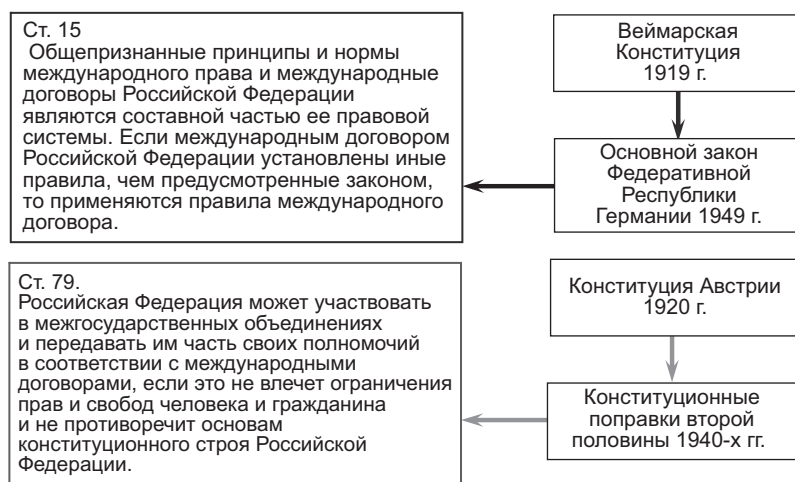 Ст. 15
Общепризнанные принципы и нормы
международного права и международные
договоры Российской Федерации
являются составной частью ее правовой
системы. Если международным договором
Российской Федерации установлены иные
правила, чем предусмотренные законом,
то применяются правила международного
договора.
Веймарская
Конституция
1919 г.
Основной закон
Федеративной
Республики
Германии 1949 г.
Ст. 79.
Российская Федерация может участвовать
в межгосударственных объединениях
и передавать им часть своих полномочий
в соответствии с международными
договорами, если это не влечет ограничения
прав и свобод человека и гражданина
и не противоречит основам
конституционного строя Российской
Федерации.
Конституция Австрии
1920 г.
Конституционные
поправки второй
половины 1940-х гг.